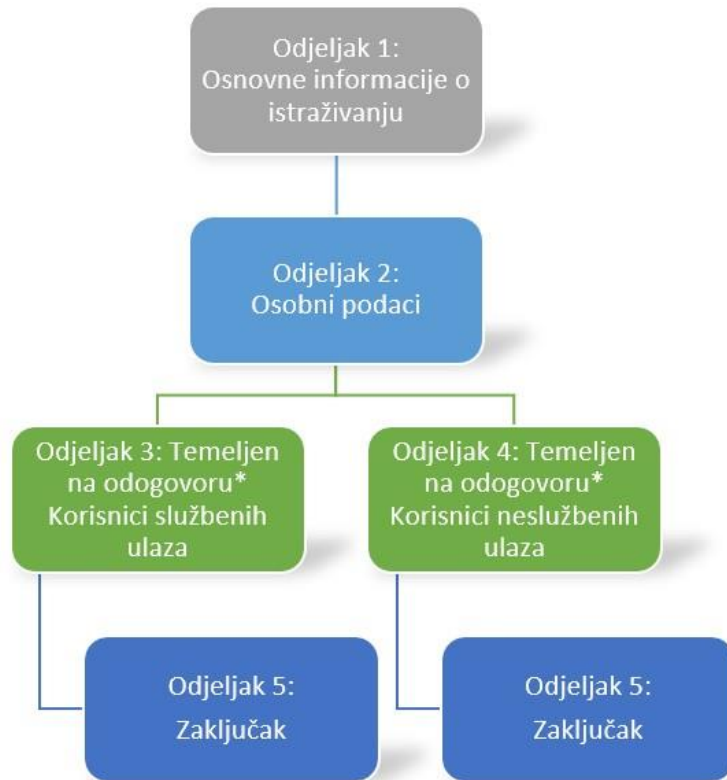 Odjeljak 1:
Osnovne informacije o
istraživanju
Odjeljak 2:
Osobni podaci
Odjeljak 3: Temeljen
na odogovoru*
Korisnici službenih
ulaza
Odjeljak 4: Temeljen
na odogovoru*
Korisnici neslužbenih
ulaza
Odjeljak 5:
Zaključak
Odjeljak 5:
Zaključak